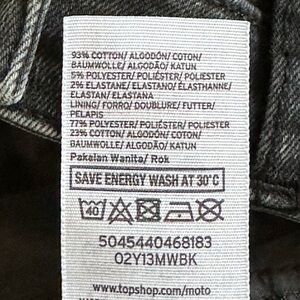 93% COTTON/ ALGODÓN/ COTON/
BAUMWOLLE/ ALGODÃO/ KATUN
5% POLYESTER/ POLIÉSTER/ POLIESTER
2% ELASTANE/ ELASTANO/ ÉLASTHANNE/
ELASTAN/ ELASTANA
LINING/ FORRO/ DOUBLURE/ FUTTER/
PELAPIS
77% POLYESTER/ POLIÉSTER/ POLIESTER
23% COTTON/ ALGODÓN/ COTON/
BAUMWOLLE/ ALGODÃO/ KATUN
Pakaian Wanita/ Rok
SAVE ENERGY WASH AT 30°C
40
5045440468183
02Y13MWBK
www.topshop.com/moto